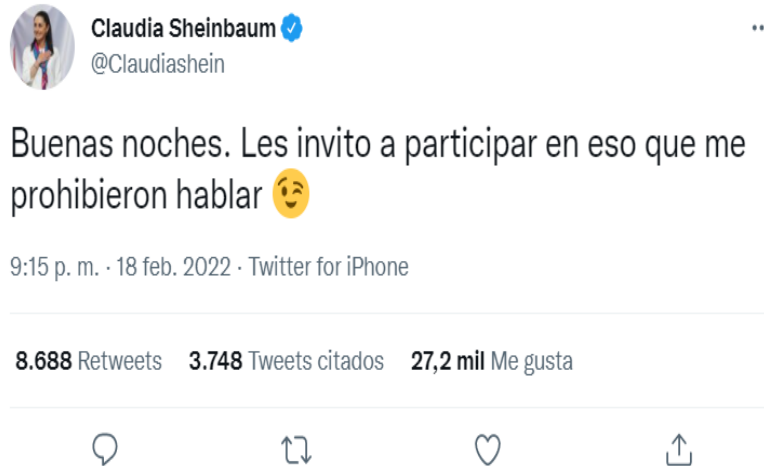 Claudia Sheinbaum
@Claudiashein
Buenas noches. Les invito a participar en eso que me
prohibieron hablar 😉
9:15 p. m. · 18 feb. 2022 · Twitter for iPhone
8.688 Retweets 3.748 Tweets citados 27,2 mil Me gusta